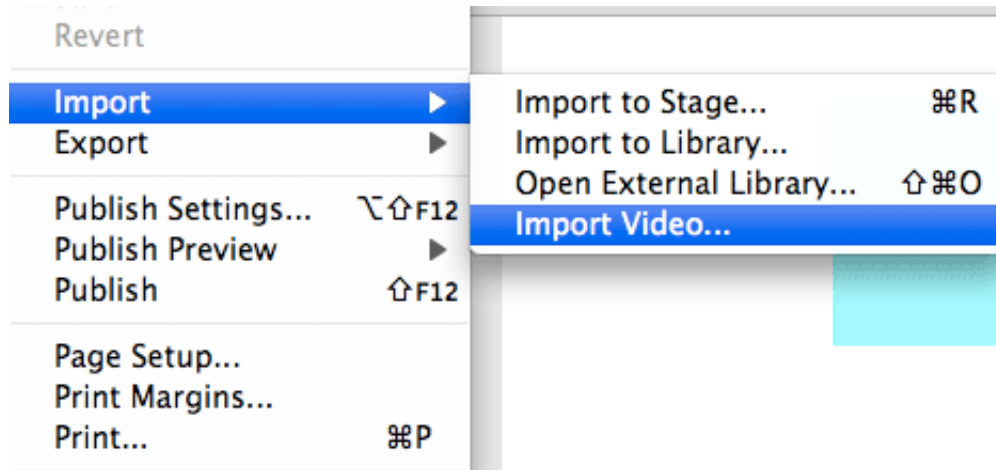 Revert
Import
Export
Publish Settings... ⌥⇧F12
Publish Preview
Publish ⇧F12
Page Setup...
Print Margins...
Print... ⌘P
Import to Stage... ⌘R
Import to Library...
Open External Library... ⇧⌘O
Import Video...